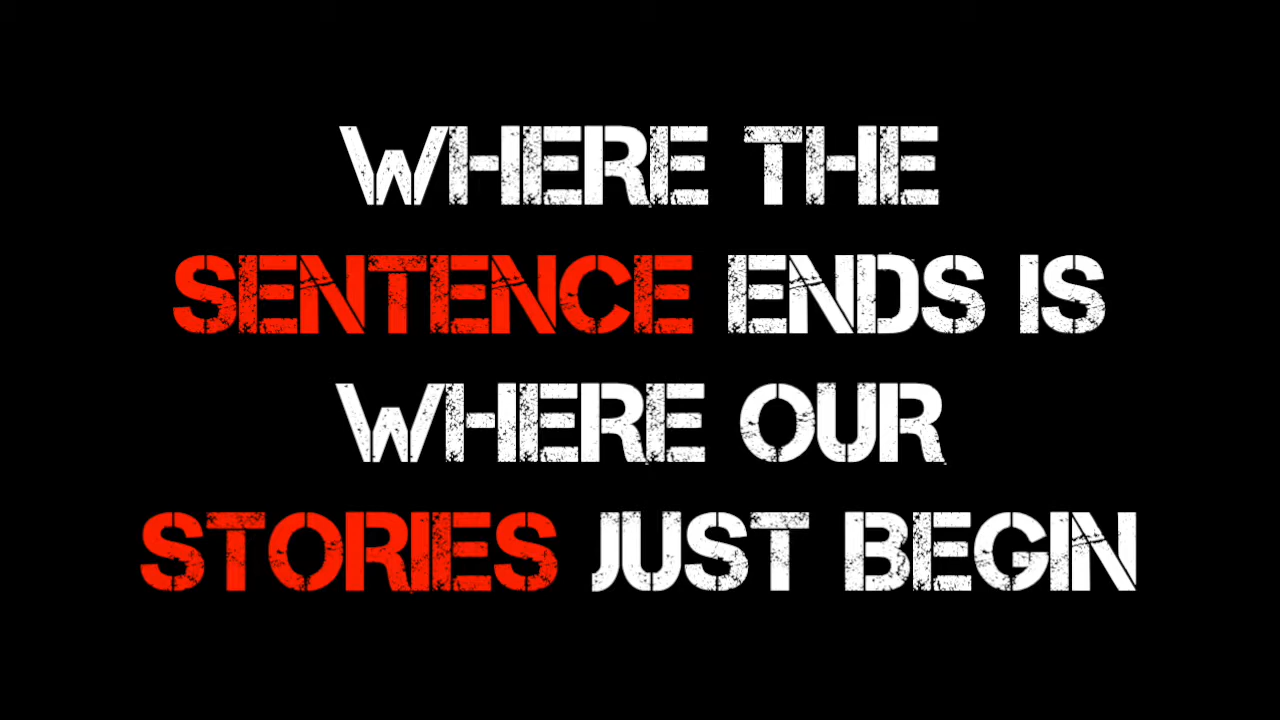 WHERE THE
SENTENCE ENDS IS
WHERE OUR
STORIES JUST BEGIN